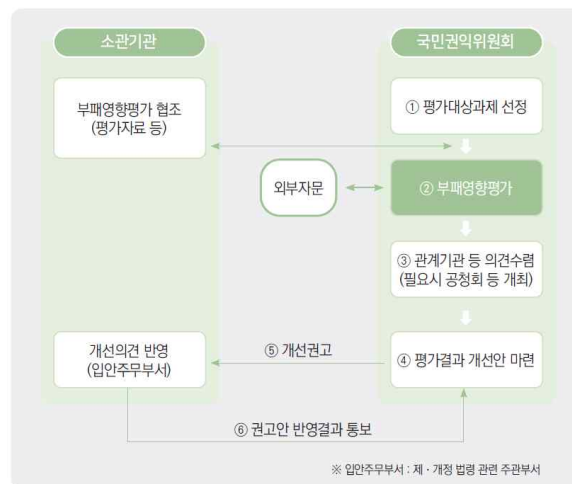 소관기관
국민권익위원회
부패영향평가 협조
(평가자료 등)
① 평가대상과제 선정
외부자문
② 부패영향평가
③ 관계기관 등 의견수렴
(필요시 공청회 등 개최)
개선의견 반영
(입안주무부서)
⑤ 개선권고
④ 평가결과 개선안 마련
⑥ 권고안 반영결과 통보
※ 입안주무부서 : 제 · 개정 법령 관련 주관부서